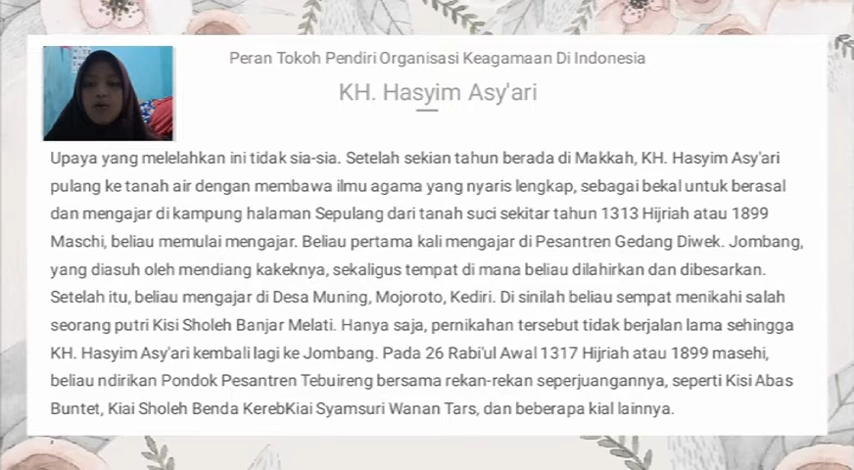 Peran Tokoh Pendiri Organisasi Keagamaan Di Indonesia
KH. Hasyim Asy'ari
Upaya yang melelahkan ini tidak sia-sia. Setelah sekian tahun berada di Makkah, KH. Hasyim Asy'ari
pulang ke tanah air dengan membawa ilmu agama yang nyaris lengkap, sebagai bekal untuk berasal
dan mengajar di kampung halaman Sepulang dari tanah suci sekitar tahun 1313 Hijriah atau 1899
Maschi, beliau memulai mengajar. Beliau pertama kali mengajar di Pesantren Gedang Diwek. Jombang,
yang diasuh oleh mendiang kakeknya, sekaligus tempat di mana beliau dilahirkan dan dibesarkan.
Setelah itu, beliau mengajar di Desa Muning, Mojoroto, Kediri. Di sinilah beliau sempat menikahi salah
seorang putri Kisi Sholeh Banjar Melati. Hanya saja, pernikahan tersebut tidak berjalan lama sehingga
KH. Hasyim Asy'ari kembali lagi ke Jombang. Pada 26 Rabi'ul Awal 1317 Hijriah atau 1899 masehi,
beliau ndirikan Pondok Pesantren Tebuireng bersama rekan-rekan seperjuangannya, seperti Kisi Abas
Buntet, Kiai Sholeh Benda KerebKiai Syamsuri Wanan Tars, dan beberapa kial lainnya.